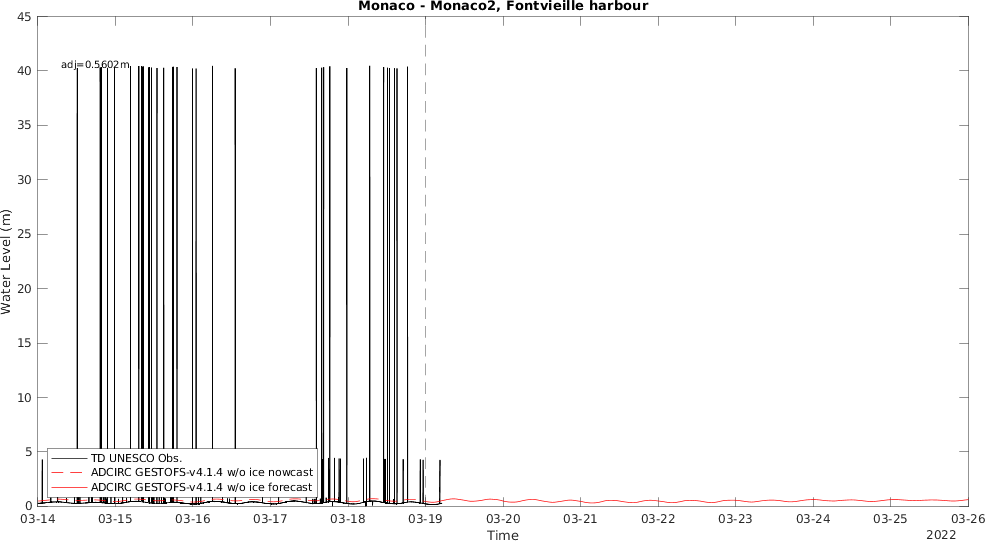 Monaco - Monaco2, Fontvieille harbour
45
40
35
30
25
20
15
10
5
0
adj=0.5602m
Water Level (m)
TD UNESCO Obs.
ADCIRC GESTOFS-v4.1.4 w/o ice nowcast
ADCIRC GESTOFS-v4.1.4 w/o ice forecast
03-14 03-15 03-16 03-17 03-18 03-19 03-20 03-21 03-22 03-23 03-24 03-25 03-26
Time
2022